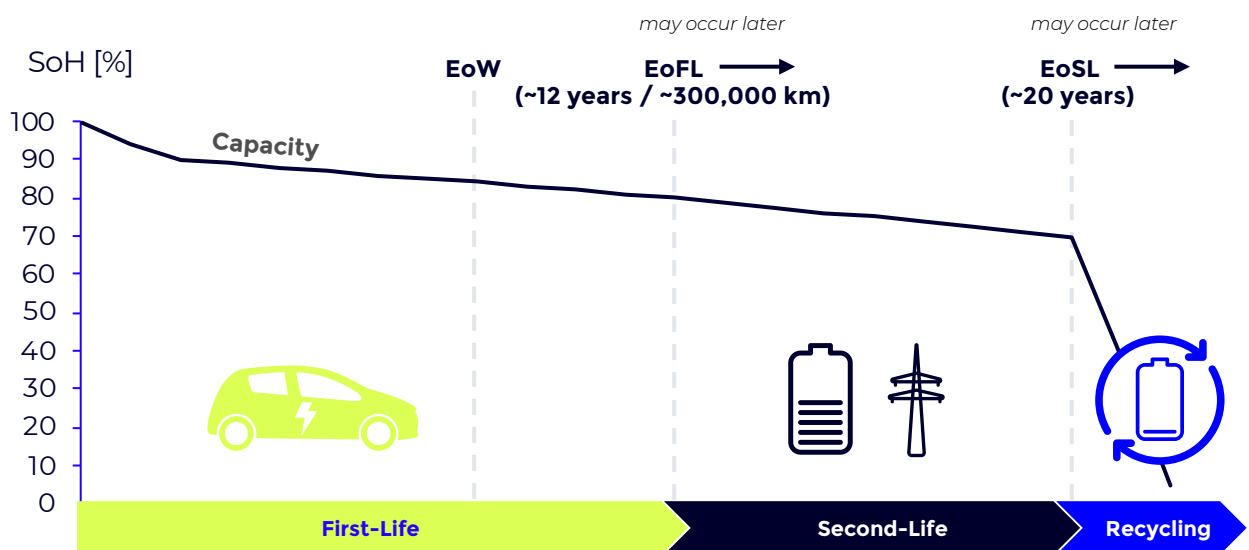 may occur later
may occur later
SoH [%]
EoW
EoFL
EoSL
(~12 years / ~300,000 km)
(~20 years)
100
90
80
70
60
50
40
30
20
10
0
Capacity
First-Life
Second-Life
Recycling